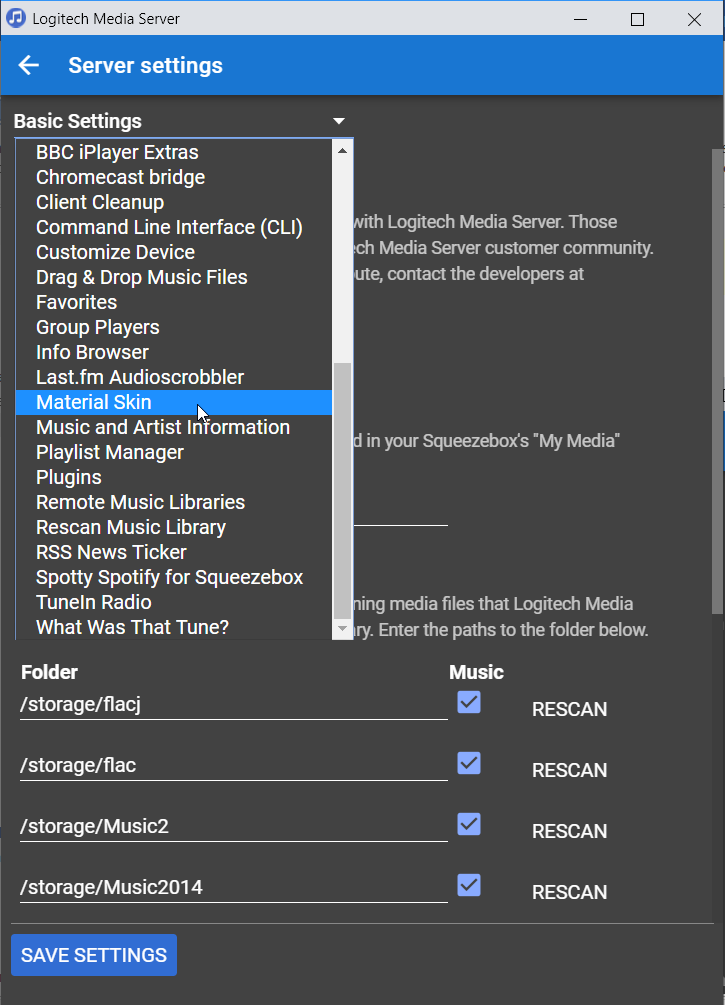 Logitech Media Server
Server settings
Basic Settings
BBC iPlayer Extras
Chromecast bridge
Client Cleanup
Command Line Interface (CLI)
with Logitech Media Server. Those
Customize Device
ech Media Server customer community.
Drag & Drop Music Files
ute, contact the developers at
Favorites
Group Players
Info Browser
Last.fm Audioscrobbler
Material Skin
Music and Artist Information
d in your Squeezebox's "My Media"
Playlist Manager
Plugins
Remote Music Libraries
Rescan Music Library
RSS News Ticker
Spotty Spotify for Squeezebox
TuneIn Radio
ning media files that Logitech Media
What Was That Tune?
ary. Enter the paths to the folder below.
Folder Music
/storage/flacj RESCAN
/storage/flac RESCAN
/storage/Music2 RESCAN
/storage/Music2014 RESCAN
SAVE SETTINGS